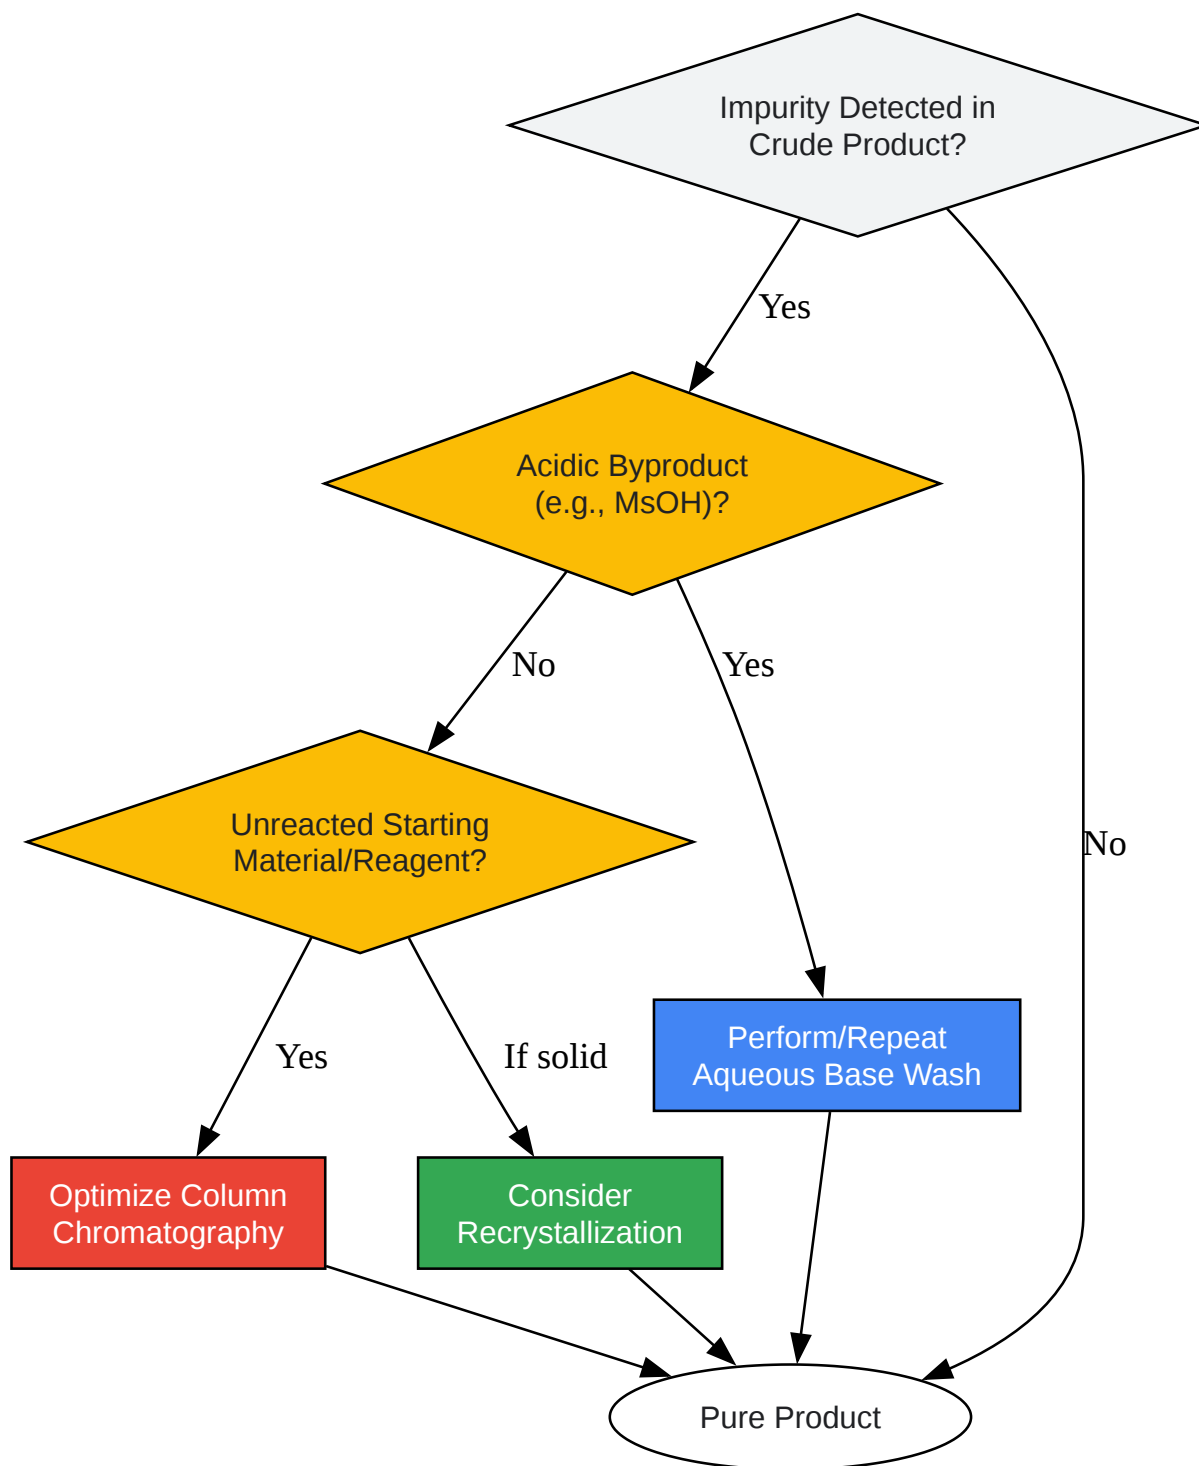 Impurity Detected in
Crude Product?
Yes
Acidic Byproduct
(e.g., MsOH)?
No
Yes
Unreacted Starting
Material/Reagent?
No
Yes
If solid
Perform/Repeat
Aqueous Base Wash
Optimize Column
Chromatography
Consider
Recrystallization
Pure Product